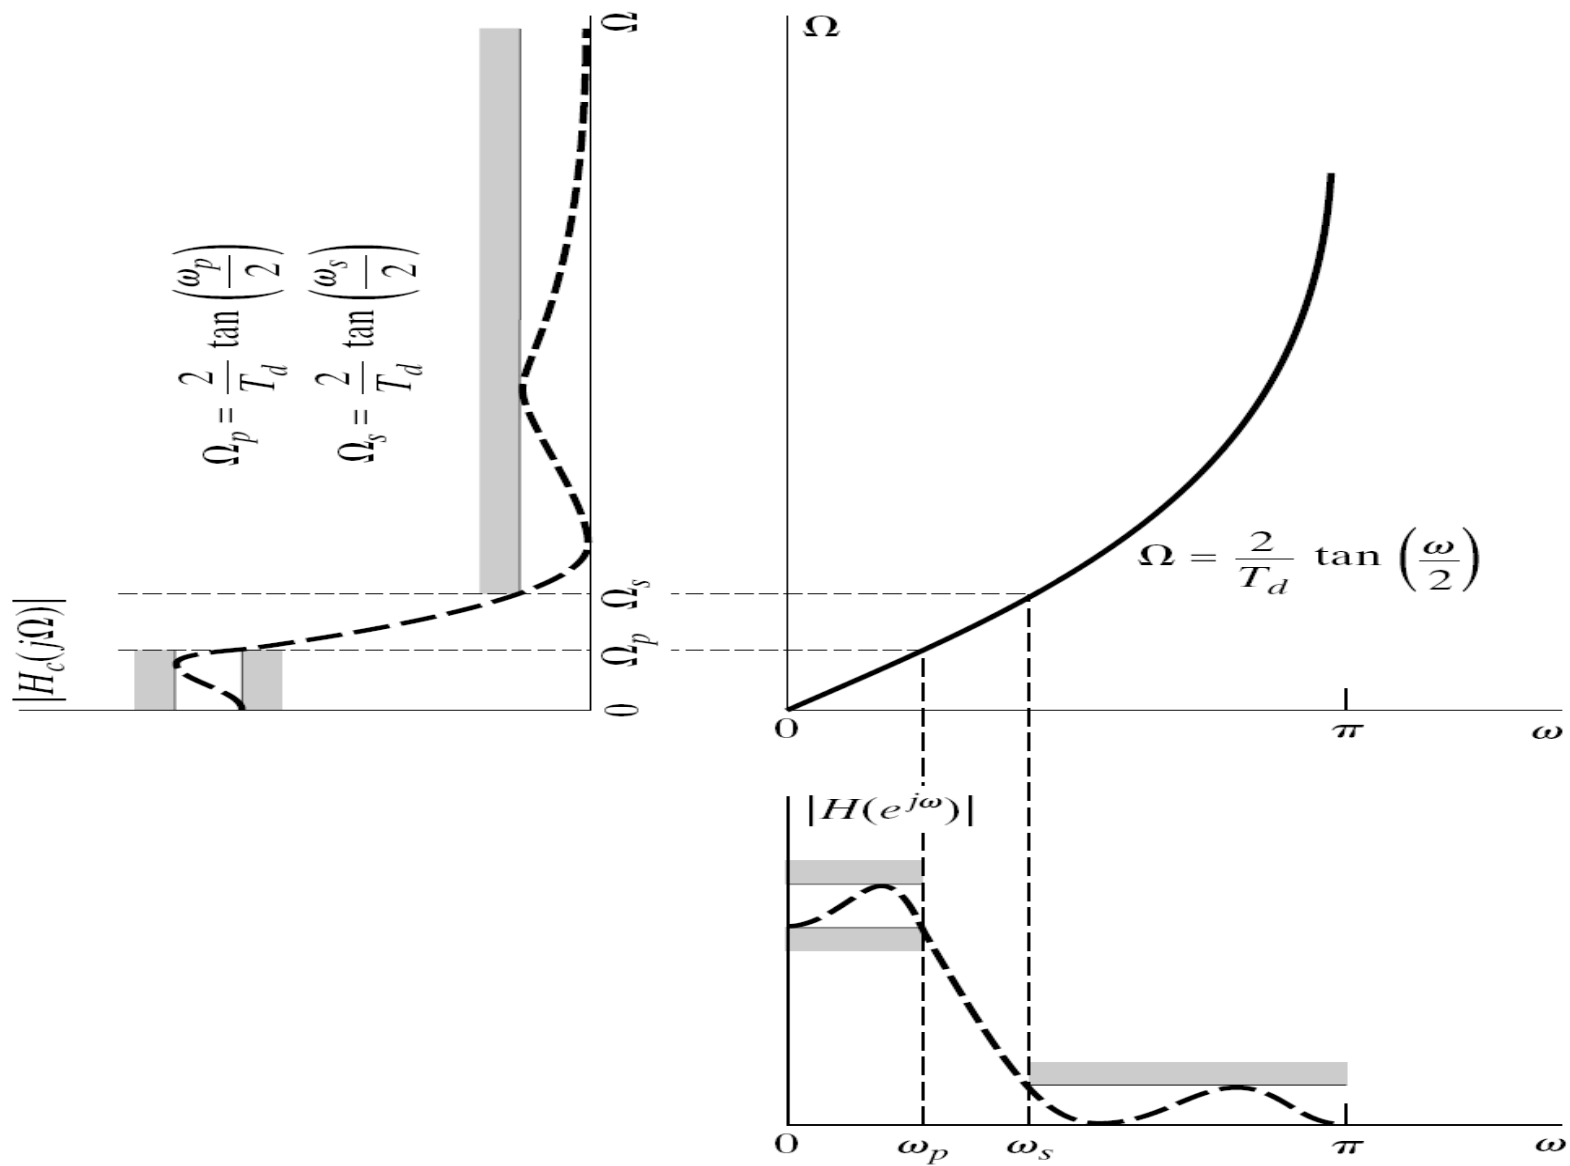 |H_c(jΩ)|
Ω_p = 2/T_d tan (ω_p/2)
Ω_s = 2/T_d tan (ω_s/2)
Ω
Ω_s
Ω_p
0
Ω
Ω = 2/T_d tan (ω/2)
0 π ω
|H(e^{jω})|
0 ω_p ω_s π ω